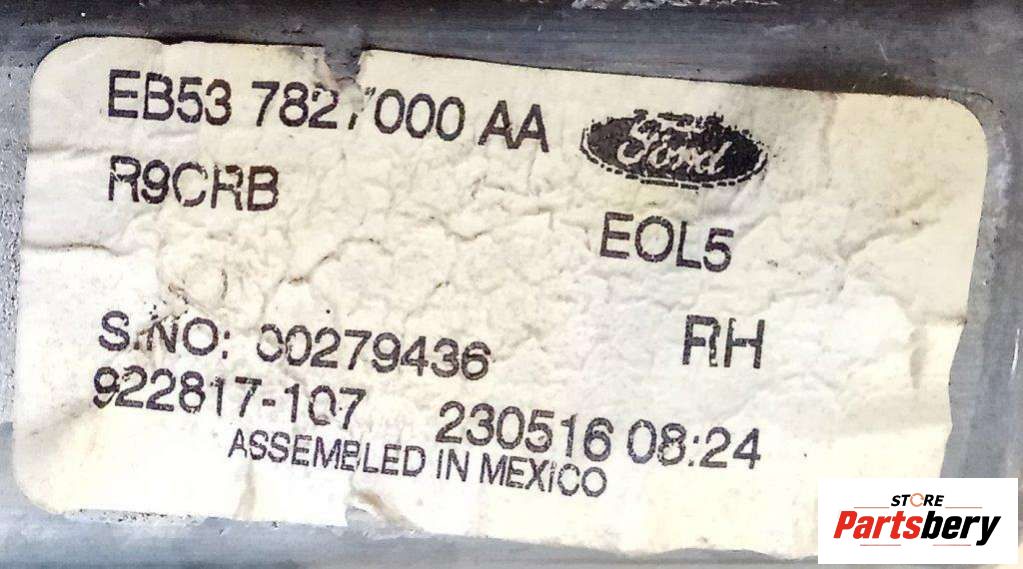 EB53 7827000 AA
Ford
R9CRB
EOL5
S.NO: 00279436
RH
922817-107 230516 08:24
ASSEMBLED IN MEXICO
STORE
Partsbery